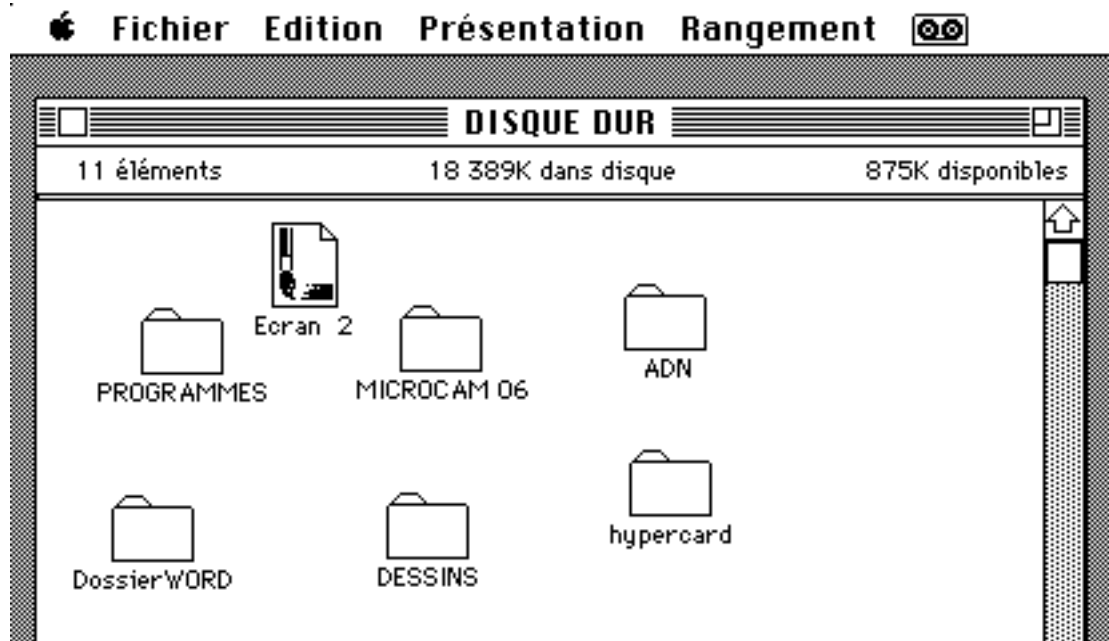 Fichier Edition Présentation Rangement
DISQUE DUR
11 éléments 18 389K dans disque 875K disponibles
Ecran 2
PROGRAMMES
MICROCAM 06
ADN
DossierWORD
DESSINS
hypercard